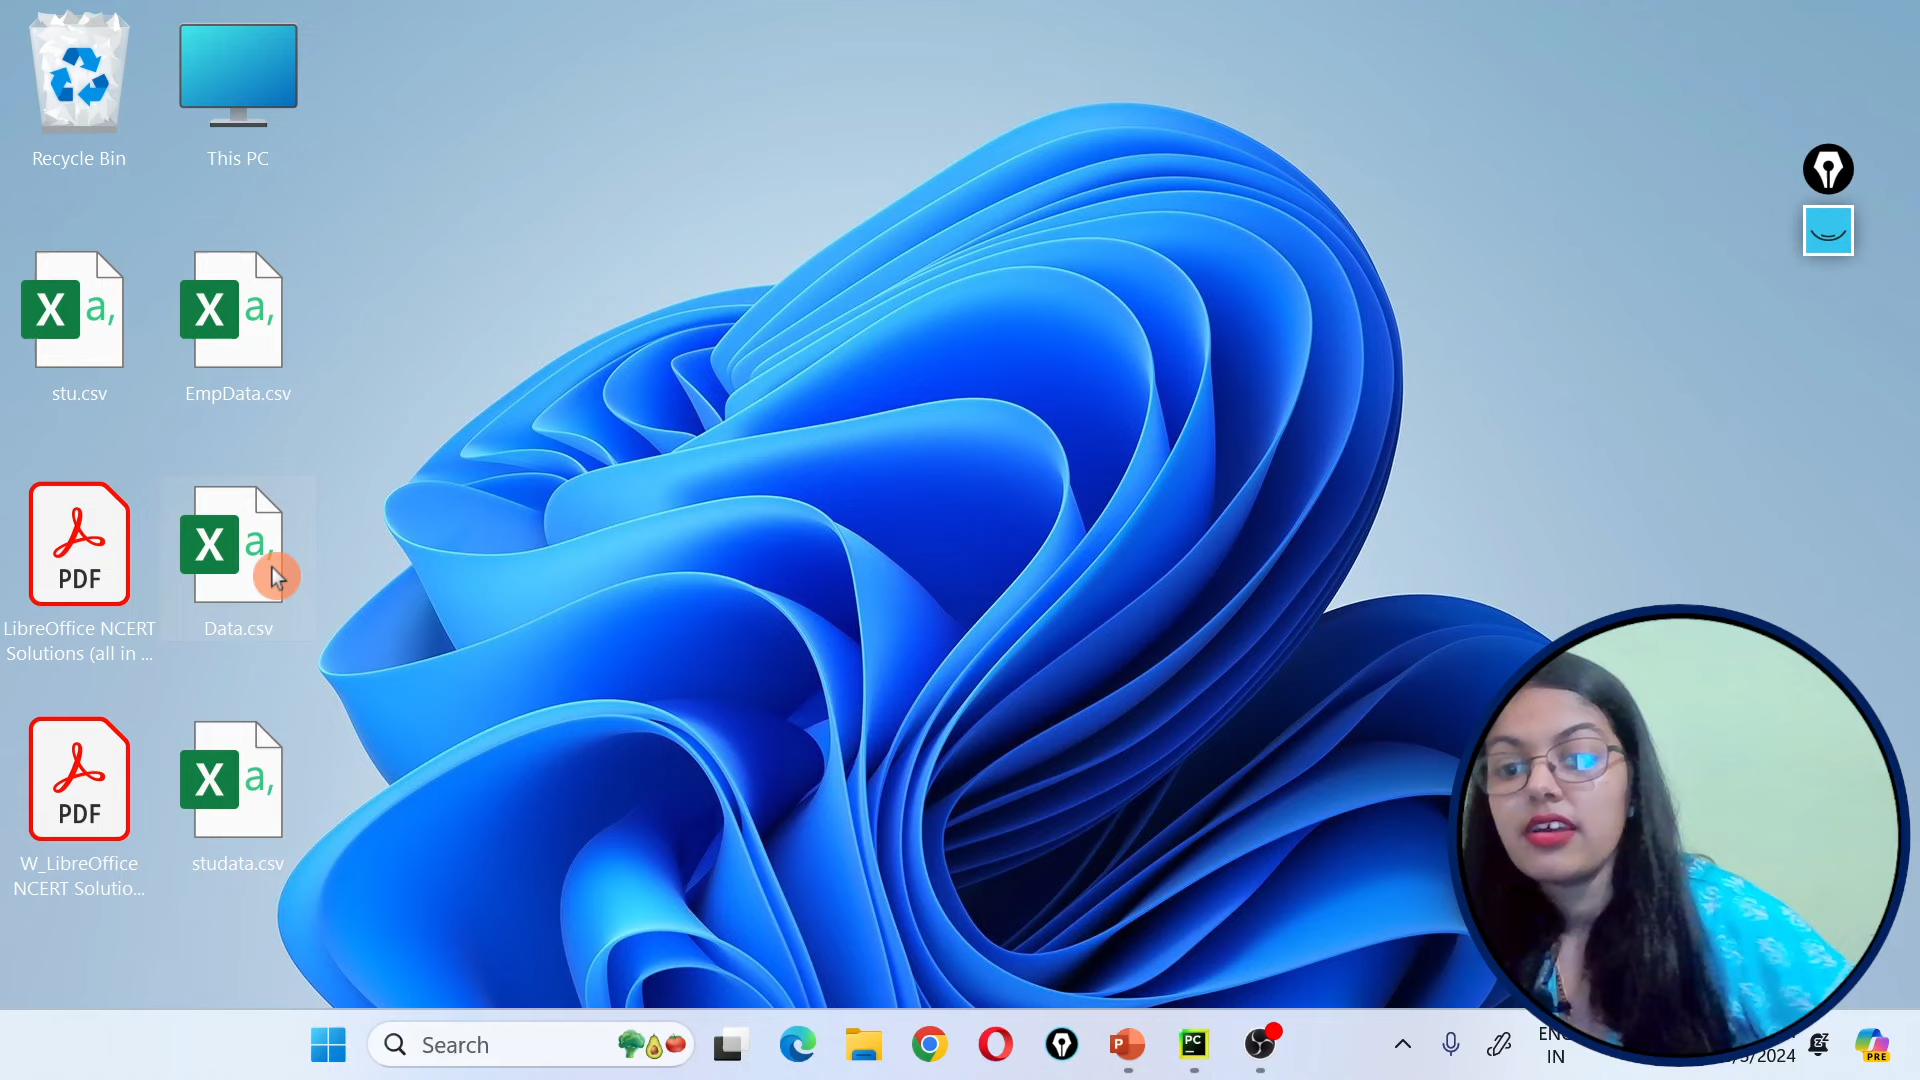 Recycle Bin
This PC
stu.csv
EmpData.csv
PDF
LibreOffice NCERT
Solutions (all in ...
Data.csv
PDF
W_LibreOffice
NCERT Solutio...
studata.csv
Search
IN
/2024
PRE